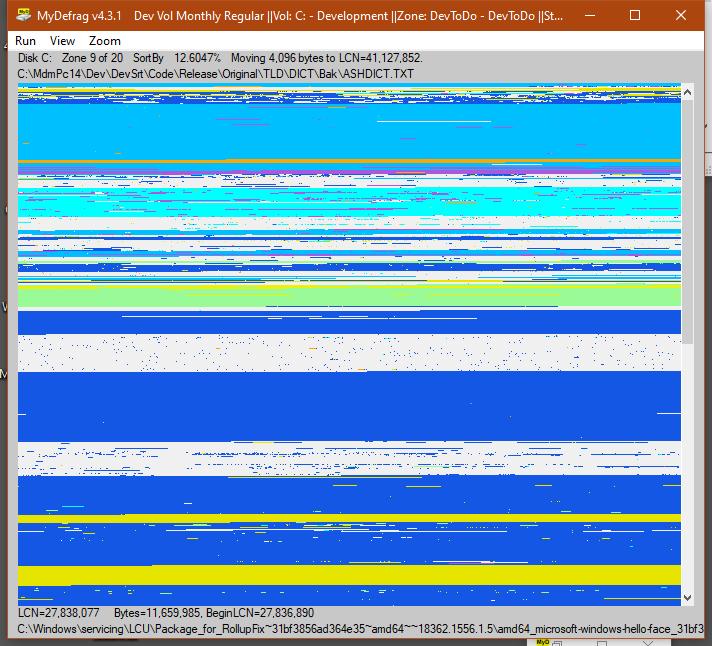 MyDefrag v4.3.1 Dev Vol Monthly Regular ||Vol: C: - Development ||Zone: DevToDo - DevToDo ||St...
Run View Zoom
Disk C: Zone 9 of 20 SortBy 12.6047% Moving 4,096 bytes to LCN=41,127,852.
C:\MdmPc14\Dev\DevSrt\Code\Release\Original\TLD\DICT\Bak\ASHDICT.TXT
LCN=27,838,077 Bytes=11,659,985, BeginLCN=27,836,890
C:\Windows\servicing\LCU\Package_for_RollupFix~31bf3856ad364e35~amd64~~18362.1556.1.5\amd64_microsoft-windows-hello-face_31bf3
MyD